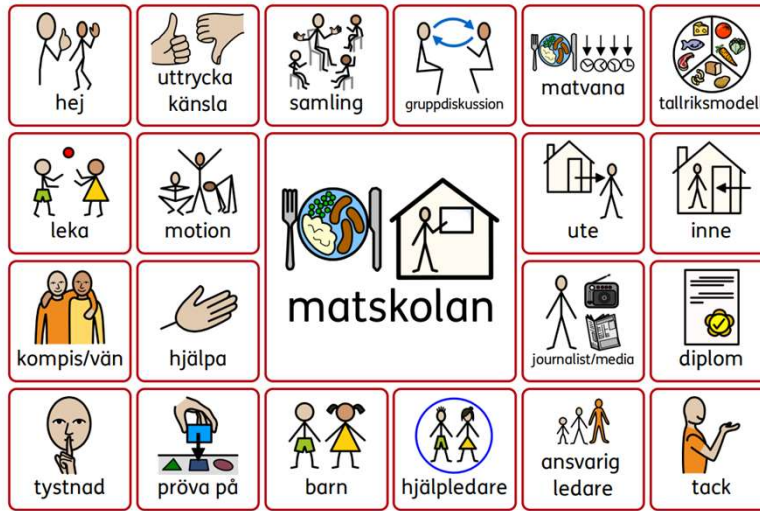 hej
uttrycka
känsla
samling
gruppdiskussion
matvana
tallriksmodell
leka
motion
matskolan
ute
inne
kompis/vän
hjälpa
journalist/media
diplom
tystnad
pröva på
barn
hjälpledare
ansvarig
ledare
tack